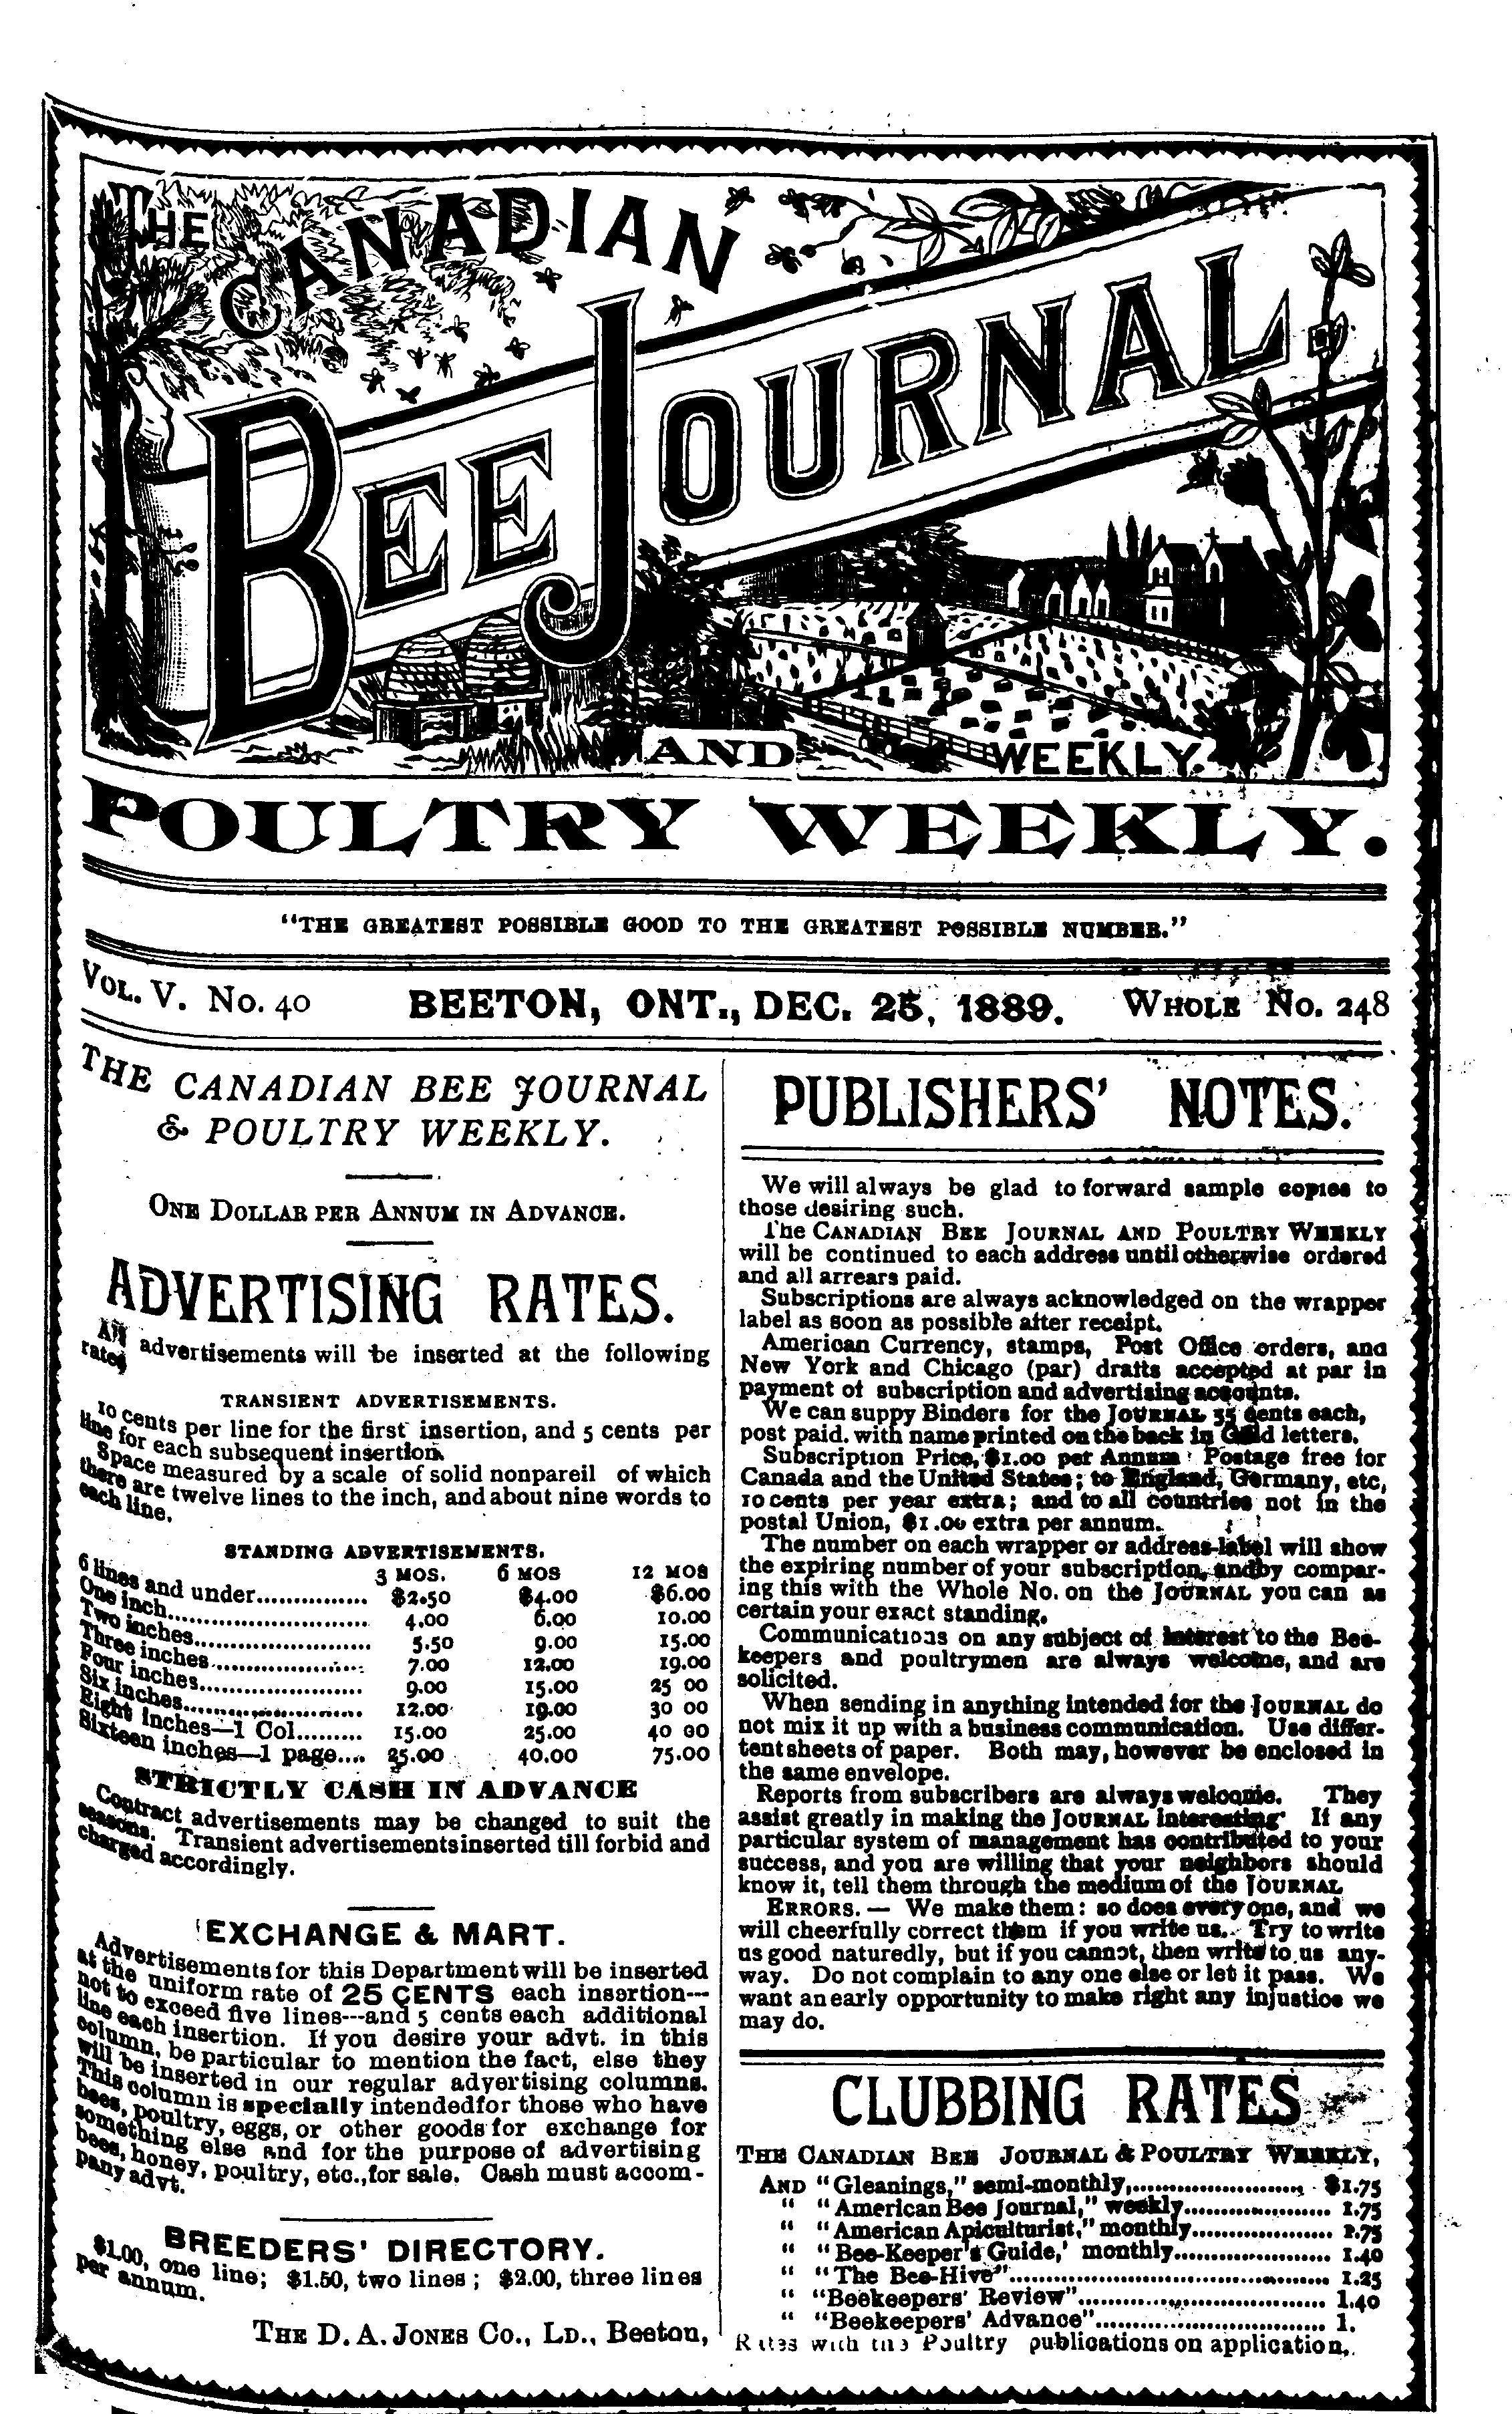 THE
CANADIAN
BEE JOURNAL
AND WEEKLY.
POULTRY WEEKLY.
"THE GREATEST POSSIBLE GOOD TO THE GREATEST POSSIBLE NUMBER."
VOL. V. No. 40 BEETON, ONT., DEC. 25, 1889. WHOLE No. 248
THE CANADIAN BEE JOURNAL
& POULTRY WEEKLY.
ONE DOLLAR PER ANNUM IN ADVANCE.
ADVERTISING RATES.
All advertisements will be inserted at the following
rates
TRANSIENT ADVERTISEMENTS.
10 cents per line for the first insertion, and 5 cents per
line for each subsequent insertion.
Space measured by a scale of solid nonpareil of which
there are twelve lines to the inch, and about nine words to
each line.
STANDING ADVERTISEMENTS.
3 MOS. 6 MOS 12 MOS
6 lines and under............... $2.50 $4.00 $6.00
One inch............................ 4.00 6.00 10.00
Two inches......................... 5.50 9.00 15.00
Three inches...................... 7.00 12.00 19.00
Four inches....................... 9.00 15.00 25 00
Six inches......................... 12.00 19.00 30 00
Eight inches—1 Col......... 15.00 25.00 40 00
Sixteen inches—1 page.... 25.00 40.00 75.00
STRICTLY CASH IN ADVANCE
Contract advertisements may be changed to suit the
seasons. Transient advertisements inserted till forbid and
charged accordingly.
EXCHANGE & MART.
Advertisements for this Department will be inserted
at the uniform rate of 25 CENTS each insertion—
not to exceed five lines---and 5 cents each additional
line each insertion. If you desire your advt. in this
column, be particular to mention the fact, else they
will be inserted in our regular advertising columns.
This column is specially intended for those who have
bees, poultry, eggs, or other goods for exchange for
something else and for the purpose of advertising
bees, honey, poultry, etc., for sale. Cash must accom-
pany advt.
BREEDERS' DIRECTORY.
$1.00, one line; $1.50, two lines; $2.00, three lines
per annum.
THE D. A. JONES CO., LD., Beeton,
PUBLISHERS' NOTES.
We will always be glad to forward sample copies to
those desiring such.
The CANADIAN BEE JOURNAL AND POULTRY WEEKLY
will be continued to each address until otherwise ordered
and all arrears paid.
Subscriptions are always acknowledged on the wrapper
label as soon as possible after receipt.
American Currency, stamps, Post Office orders, and
New York and Chicago (par) drafts accepted at par in
payment of subscription and advertising accounts.
We can suppy Binders for the JOURNAL 55 cents each,
post paid. with name printed on the back in Gold letters.
Subscription Price, $1.00 per Annum Postage free for
Canada and the United States; to England, Germany, etc,
10 cents per year extra; and to all countries not in the
postal Union, $1.00 extra per annum.
The number on each wrapper or address-label will show
the expiring number of your subscription, and by compar-
ing this with the Whole No. on the JOURNAL you can as
certain your exact standing.
Communications on any subject of interest to the Bee-
keepers and poultrymen are always welcome, and are
solicited.
When sending in anything intended for the JOURNAL do
not mix it up with a business communication. Use differ-
tent sheets of paper. Both may, however be enclosed in
the same envelope.
Reports from subscribers are always welcome. They
assist greatly in making the JOURNAL interesting. If any
particular system of management has contributed to your
success, and you are willing that your neighbors should
know it, tell them through the medium of the JOURNAL
ERRORS. — We make them: so does every one, and we
will cheerfully correct them if you write us. Try to write
us good naturedly, but if you cannot, then write to us any-
way. Do not complain to any one else or let it pass. We
want an early opportunity to make right any injustice we
may do.
CLUBBING RATES
THE CANADIAN BEE JOURNAL & POULTRY WEEKLY,
AND "Gleanings," semi-monthly,........................ $1.75
" "American Bee Journal," weekly..................... 1.75
" "American Apiculturist," monthly.................... 1.75
" "Bee-Keeper's Guide,' monthly....................... 1.40
" "The Bee-Hive"............................................. 1.25
" "Beekeepers' Review"................................... 1.40
" "Beekeepers' Advance"................................. 1.
Rates with the Poultry publications on application.